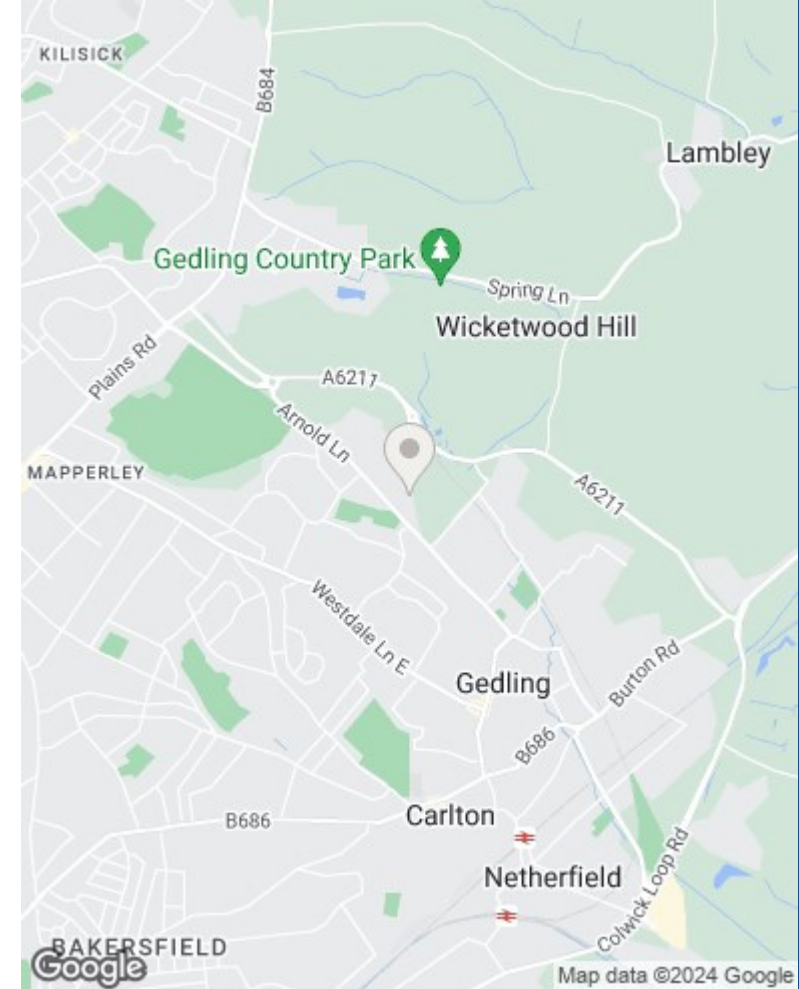 KILISICK
B684
Lambley
Gedling Country Park
Spring Ln
Wicketwood Hill
Plains Rd
A6211
Arnold Ln
MAPPERLEY
A6211
Westdale Ln E
Burton Rd
Gedling
B686
Carlton
B686
Netherfield
Colwick Loop Rd
BAKERSFIELD
Google
Map data ©2024 Google